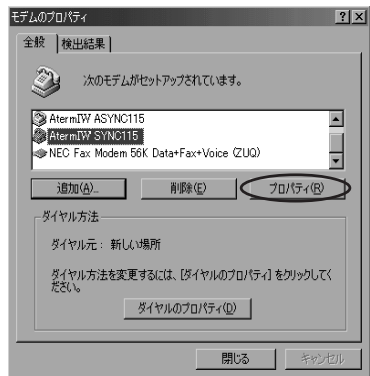 モデムのプロパティ
全般 検出結果
次のモデムがセットアップされています。
AtermIW ASYNC115
AtermIW SYNC115
NEC Fax Modem 56K Data+Fax+Voice (ZUQ)
追加(A)... 削除(E) プロパティ(R)
ダイヤル方法
ダイヤル元： 新しい場所
ダイヤル方法を変更するには、[ダイヤルのプロパティ] をクリックしてく
ださい。
ダイヤルのプロパティ(D)
閉じる キャンセル